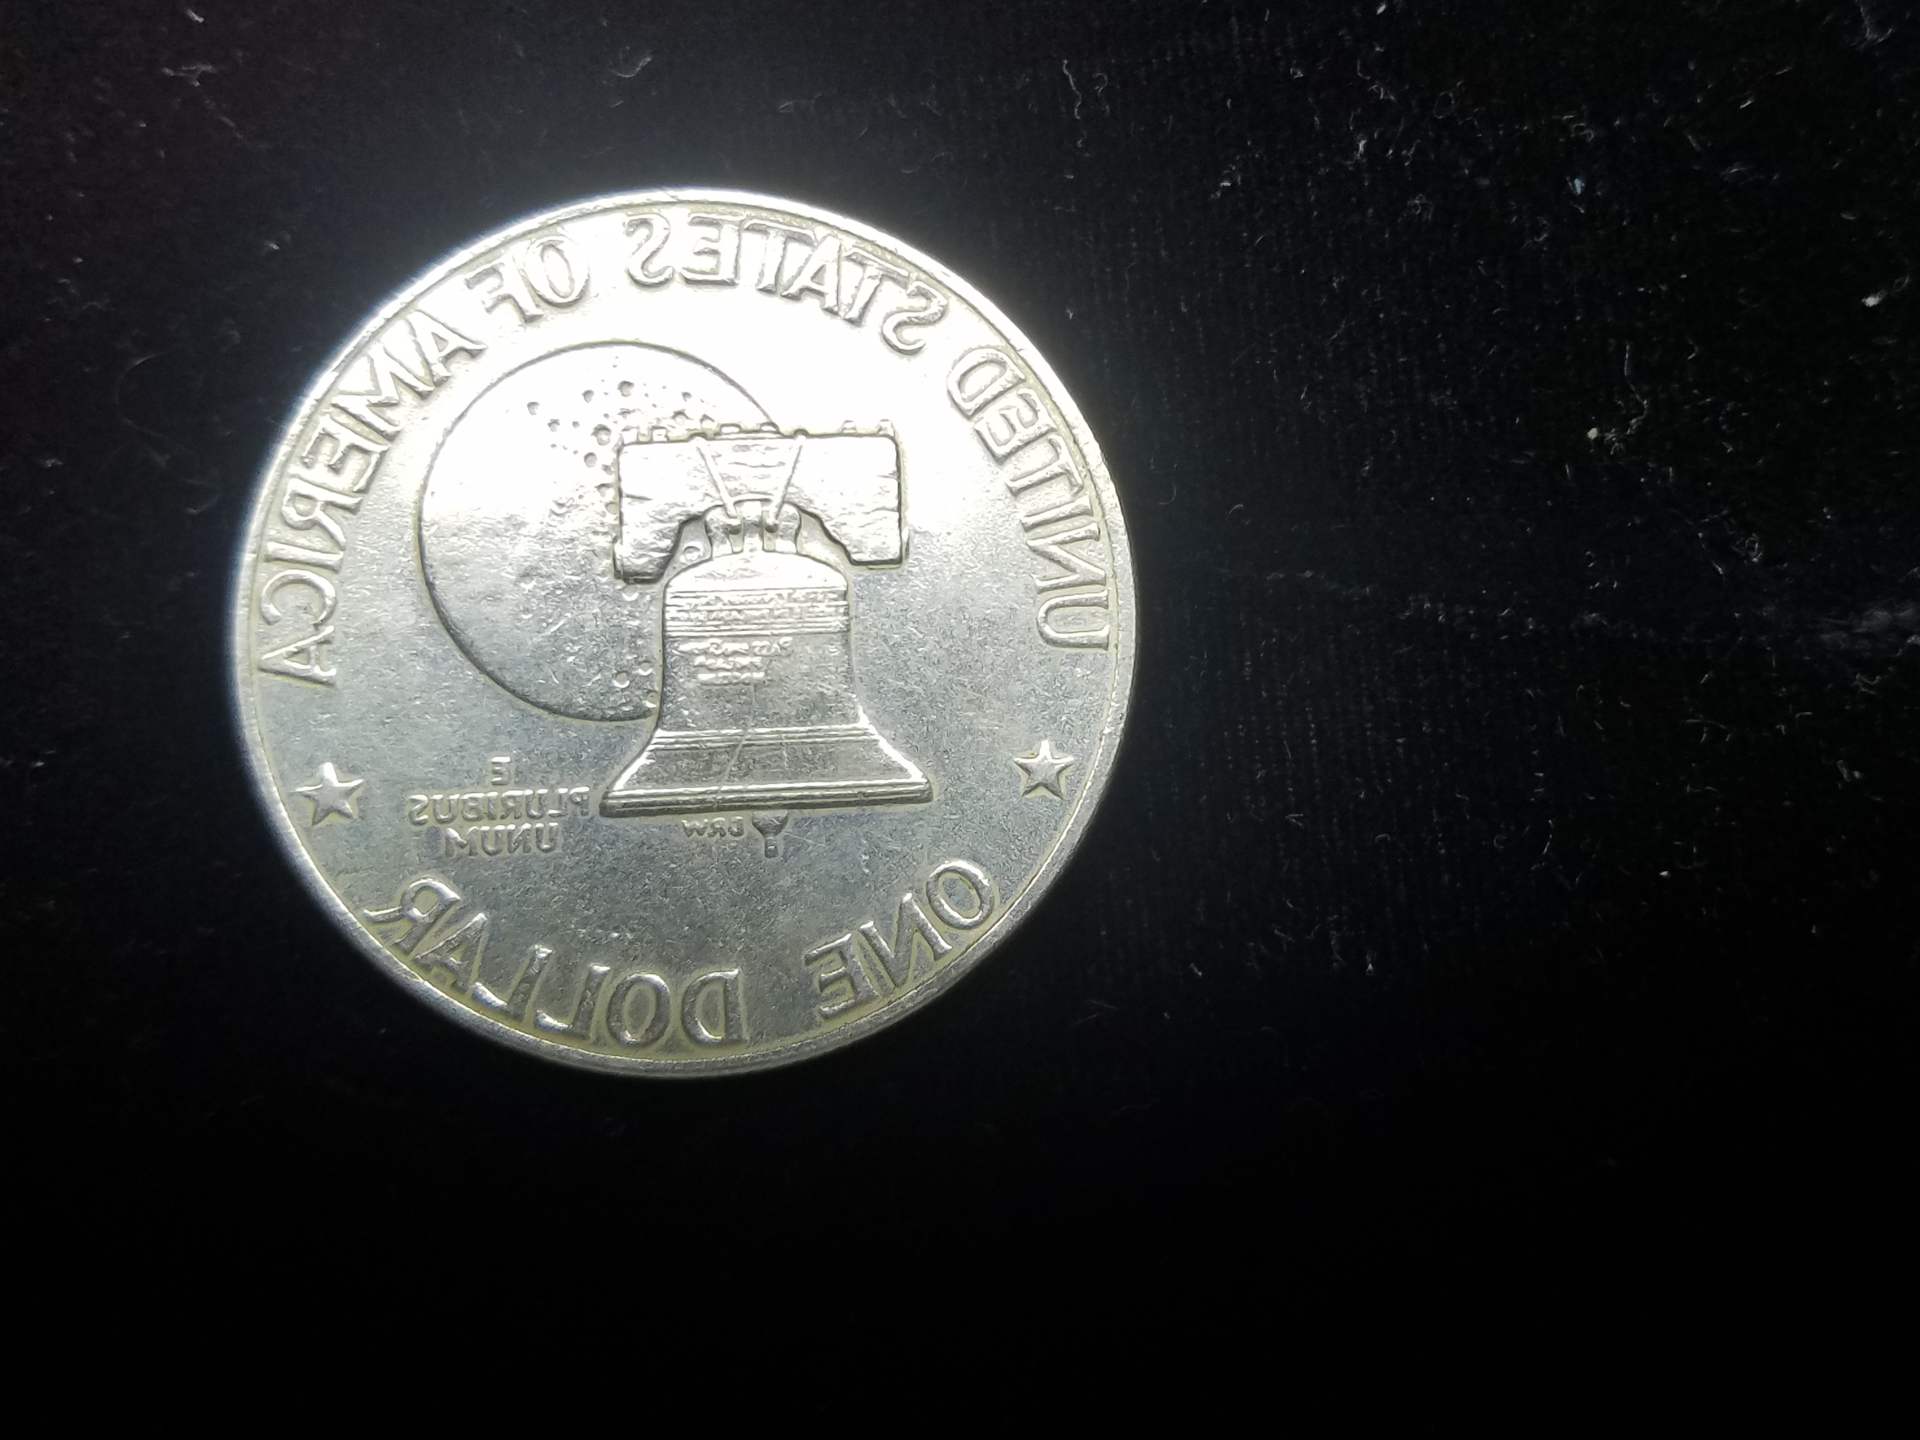 UNITED STATES OF AMERICA
E
PLURIBUS
UNUM
DRW
ONE DOLLAR